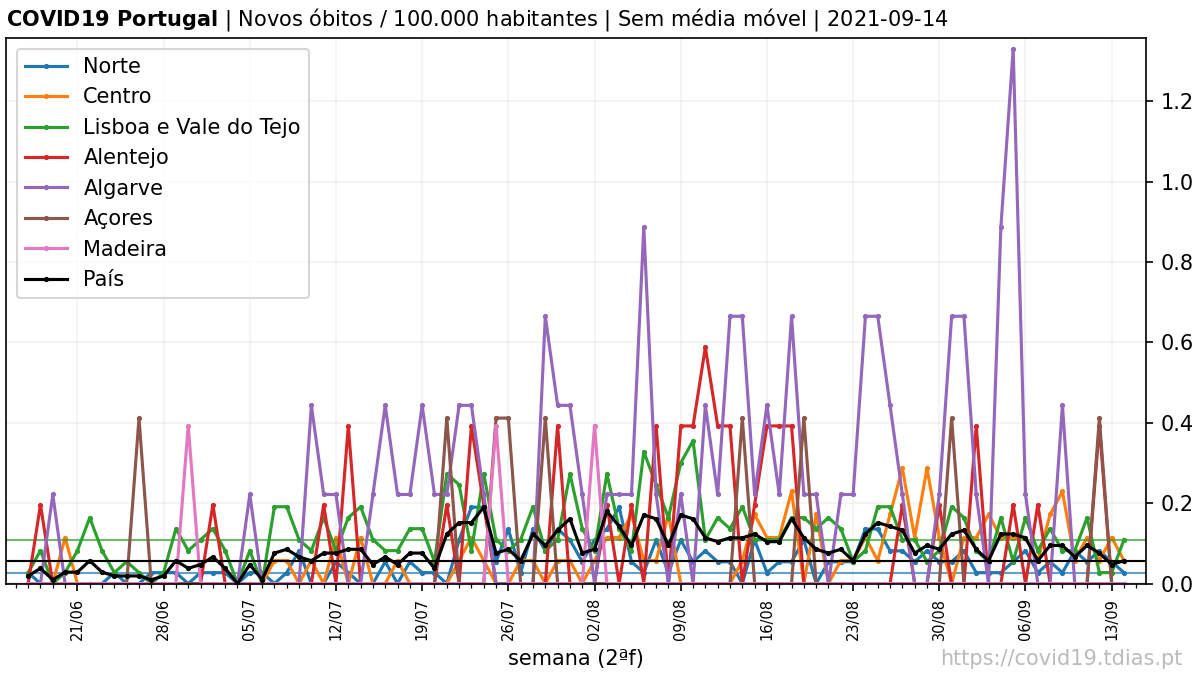 COVID19 Portugal | Novos óbitos / 100.000 habitantes | Sem média móvel | 2021-09-14
Norte
Centro
Lisboa e Vale do Tejo
Alentejo
Algarve
Açores
Madeira
País
1.2
1.0
0.8
0.6
0.4
0.2
0.0
21/06
28/06
05/07
12/07
19/07
26/07
02/08
09/08
16/08
23/08
30/08
06/09
13/09
semana (2ªf)
https://covid19.tdias.pt